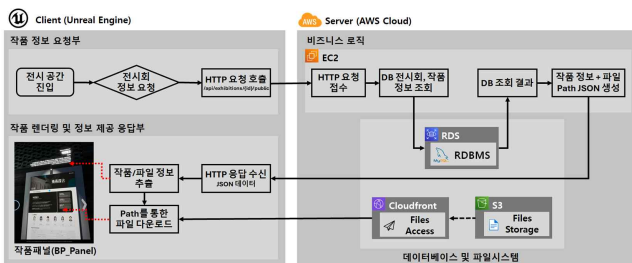 Client (Unreal Engine)
작품 정보 요청부
전시 공간
진입
전시회
정보 요청
HTTP 요청 호출
/api/exhibitions/{id}/public
작품 렌더링 및 정보 제공 응답부
작품/파일 정보
추출
HTTP 응답 수신
JSON 데이터
Path를 통한
파일 다운로드
작품패널(BP_Panel)
AWS
Server (AWS Cloud)
비즈니스 로직
EC2
HTTP 요청
접수
DB 전시회, 작품
정보 조회
DB 조회 결과
작품 정보 + 파일
Path JSON 생성
RDS
MySQL
RDBMS
Cloudfront
Files
Access
S3
Files
Storage
데이터베이스 및 파일시스템